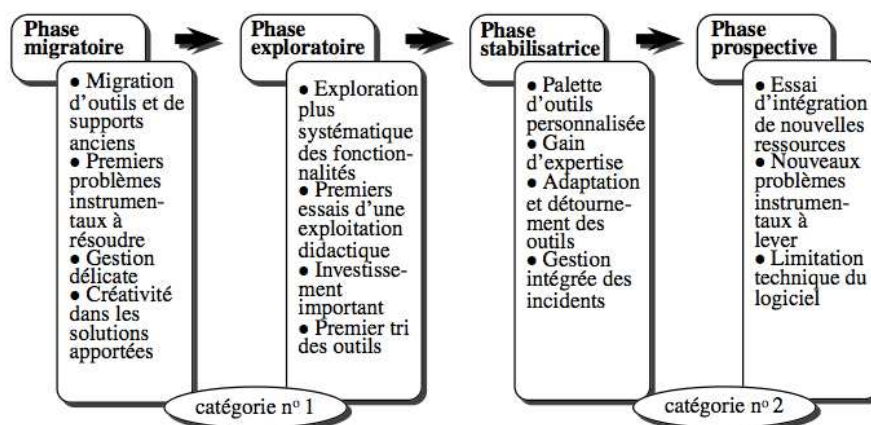 Phase
migratoire
● Migration
d'outils et de
supports
anciens
● Premiers
problèmes
instrumen-
taux à
résoudre
● Gestion
délicate
● Créativité
dans les
solutions
apportées
Phase
exploratoire
● Exploration
plus
systématique
des fonction-
nalités
● Premiers
essais d'une
exploitation
didactique
● Investisse-
ment
important
● Premier tri
des outils
catégorie nº 1
Phase
stabilisatrice
● Palette
d'outils
personnalisée
● Gain
d'expertise
● Adaptation
et détourne-
ment des
outils
● Gestion
intégrée des
incidents
Phase
prospective
● Essai
d'intégration
de nouvelles
ressources
● Nouveaux
problèmes
instrumen-
taux à
lever
● Limitation
technique du
logiciel
catégorie nº 2